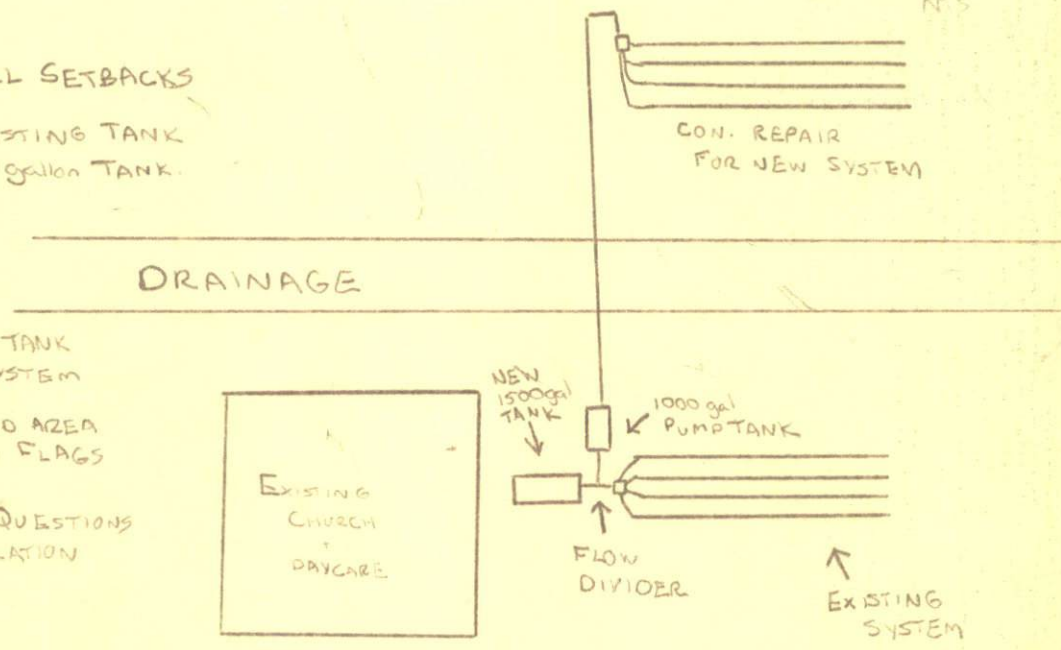 L SETBACKS
STING TANK
gallon TANK.
CON. REPAIR
FOR NEW SYSTEM
DRAINAGE
TANK
STEM
D AREA
FLAGS
QUESTIONS
LATION
NEW
1500gal
TANK
1000 gal
PUMP TANK
EXISTING
CHURCH
+
DAYCARE
FLOW
DIVIDER
EXISTING
SYSTEM